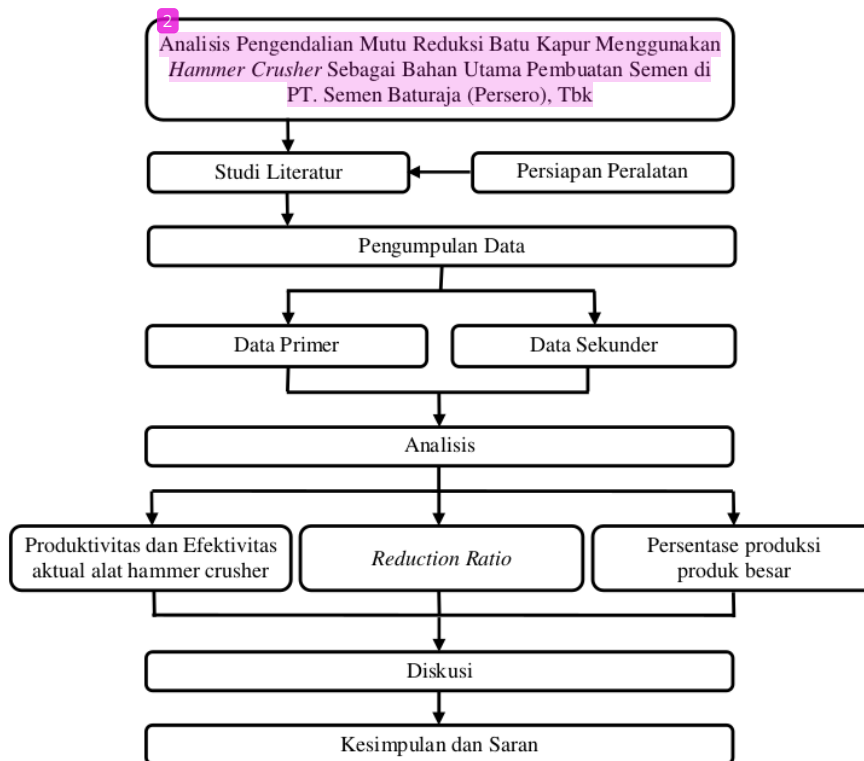 2
Analisis Pengendalian Mutu Reduksi Batu Kapur Menggunakan
Hammer Crusher Sebagai Bahan Utama Pembuatan Semen di
PT. Semen Baturaja (Persero), Tbk
Studi Literatur
Persiapan Peralatan
Pengumpulan Data
Data Primer
Data Sekunder
Analisis
Produktivitas dan Efektivitas
aktual alat hammer crusher
Reduction Ratio
Persentase produksi
produk besar
Diskusi
Kesimpulan dan Saran